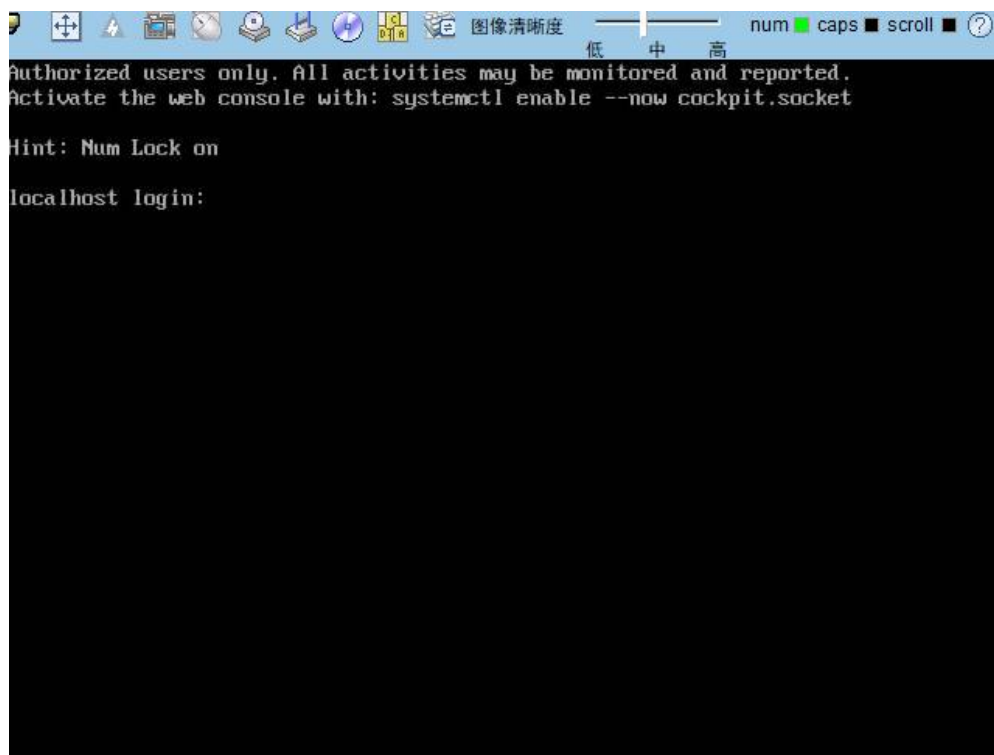 图像清晰度 num caps scroll ?
低 中 高
Authorized users only. All activities may be monitored and reported.
Activate the web console with: systemctl enable --now cockpit.socket
Hint: Num Lock on
localhost login: